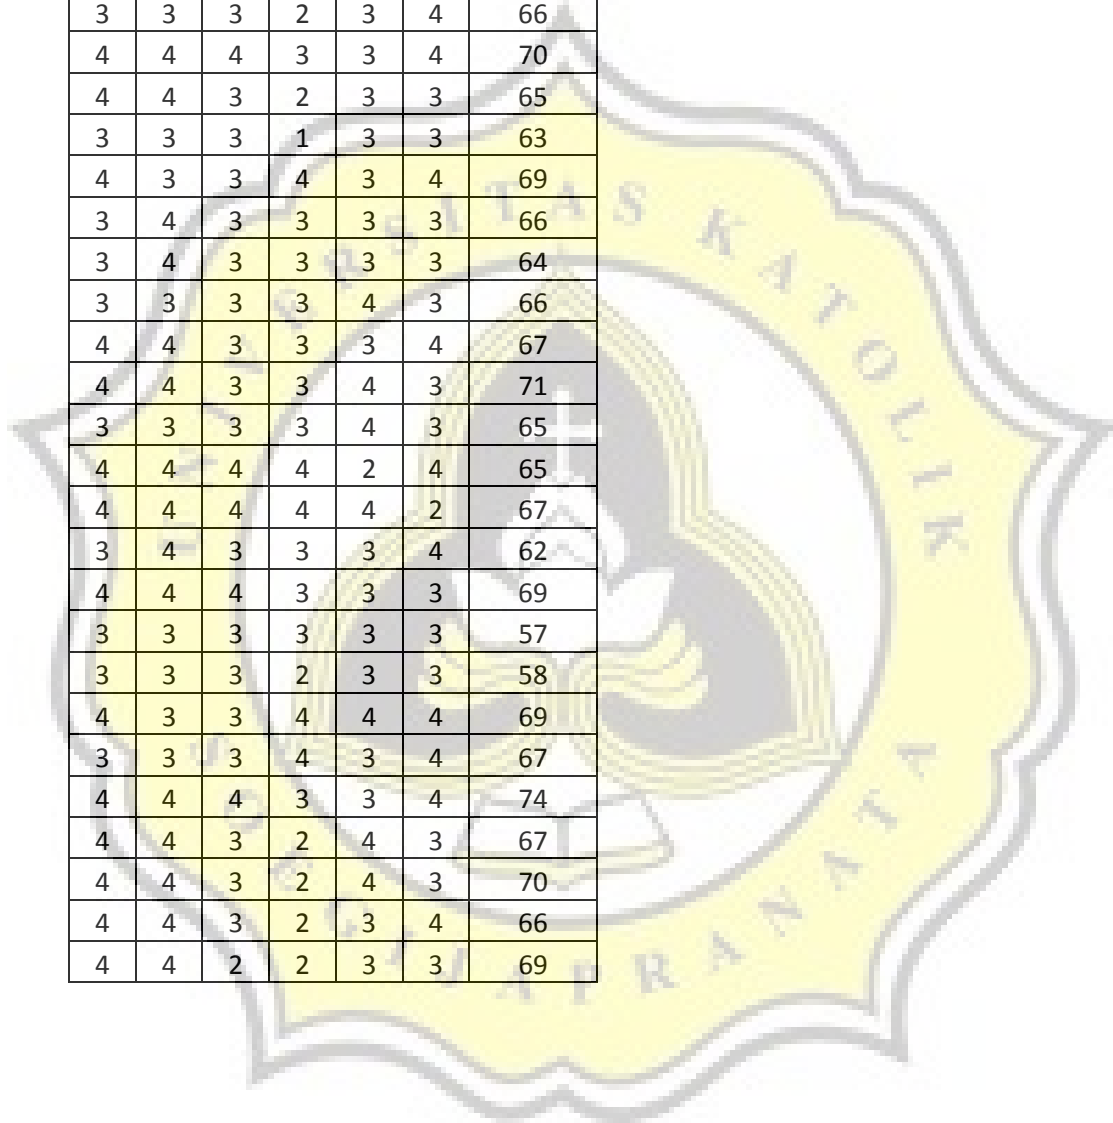 3 3 3 2 3 4 66
4 4 4 3 3 4 70
4 4 3 2 3 3 65
3 3 3 1 3 3 63
4 3 3 4 3 4 69
3 4 3 3 3 3 66
3 4 3 3 3 3 64
3 3 3 3 4 3 66
4 4 3 3 3 4 67
4 4 3 3 4 3 71
3 3 3 3 4 3 65
4 4 4 4 2 4 65
4 4 4 4 4 2 67
3 4 3 3 3 4 62
4 4 4 3 3 3 69
3 3 3 3 3 3 57
3 3 3 2 3 3 58
4 3 3 4 4 4 69
3 3 3 4 3 4 67
4 4 4 3 3 4 74
4 4 3 2 4 3 67
4 4 3 2 4 3 70
4 4 3 2 3 4 66
4 4 2 2 3 3 69
UNIVERSITAS KATOLIK
SOEGIJAPRANATA